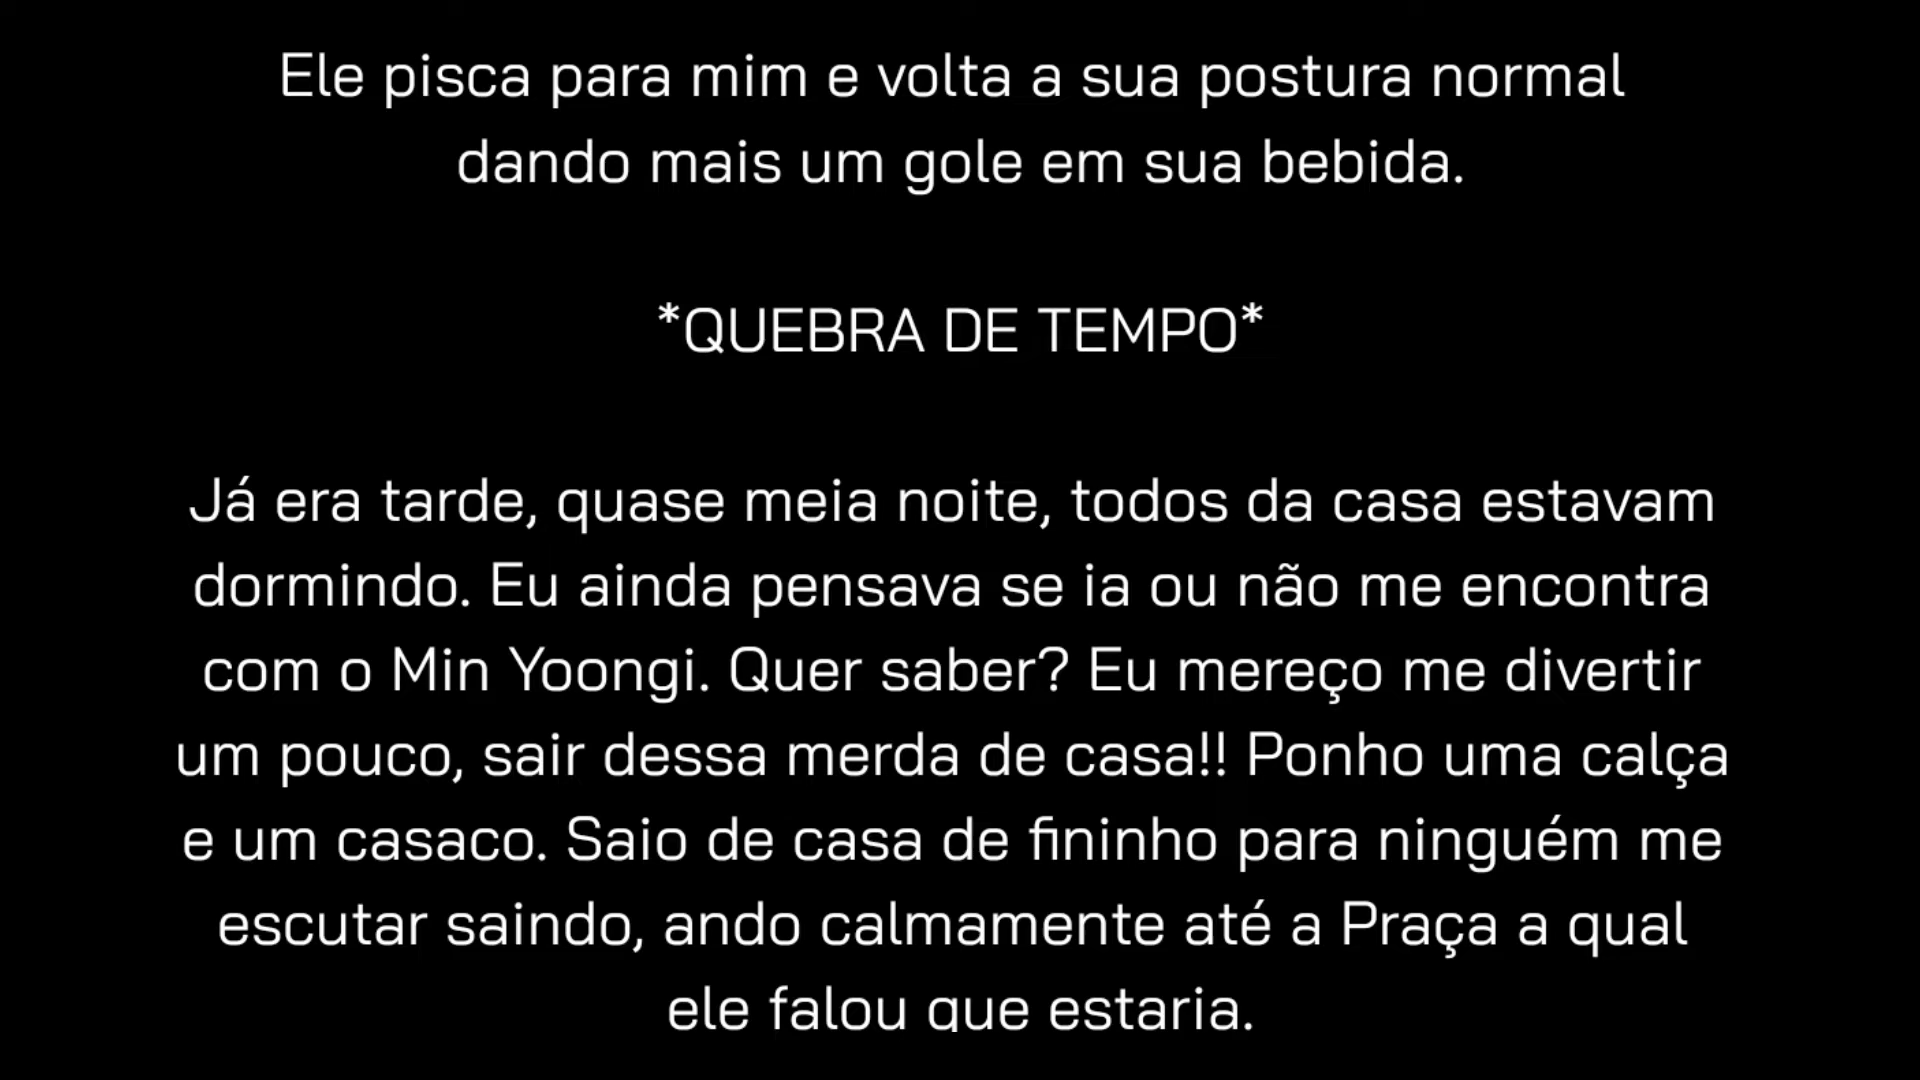 Ele pisca para mim e volta a sua postura normal
dando mais um gole em sua bebida.
*QUEBRA DE TEMPO*
Já era tarde, quase meia noite, todos da casa estavam
dormindo. Eu ainda pensava se ia ou não me encontra
com o Min Yoongi. Quer saber? Eu mereço me divertir
um pouco, sair dessa merda de casa!! Ponho uma calça
e um casaco. Saio de casa de fininho para ninguém me
escutar saindo, ando calmamente até a Praça a qual
ele falou que estaria.